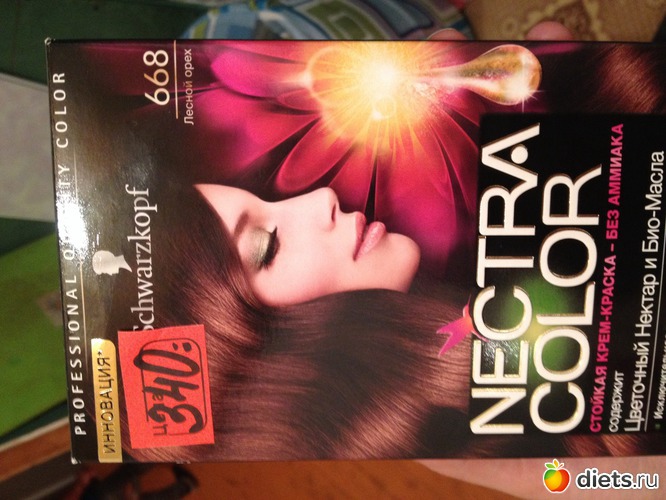 PROFESSIONAL QUALITY COLOR
668
Лесной орех
Schwarzkopf
ИННОВАЦИЯ*
340=
NECTRA
COLOR
СТОЙКАЯ КРЕМ-КРАСКА – БЕЗ АММИАКА
содержит
Цветочный Нектар и Био-Масла
diets.ru